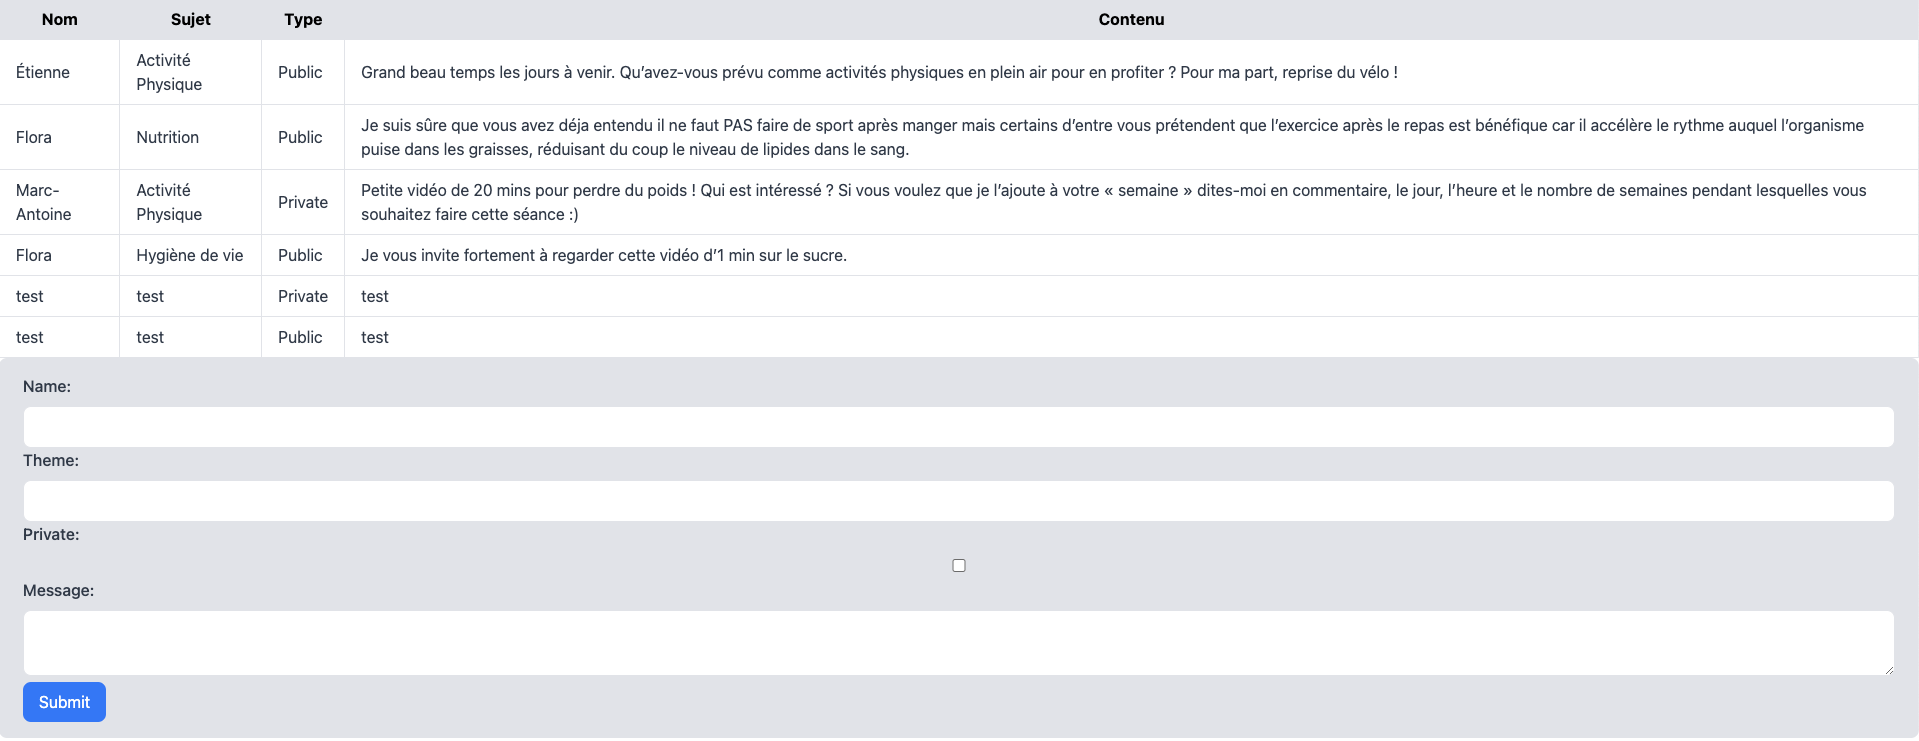 Nom Sujet Type Contenu
Étienne Activité Physique Public Grand beau temps les jours à venir. Qu’avez-vous prévu comme activités physiques en plein air pour en profiter ? Pour ma part, reprise du vélo !
Flora Nutrition Public Je suis sûre que vous avez déja entendu il ne faut PAS faire de sport après manger mais certains d’entre vous prétendent que l’exercice après le repas est bénéfique car il accélère le rythme auquel l’organisme
puise dans les graisses, réduisant du coup le niveau de lipides dans le sang.
Marc-Antoine Activité Physique Private Petite vidéo de 20 mins pour perdre du poids ! Qui est intéressé ? Si vous voulez que je l’ajoute à votre « semaine » dites-moi en commentaire, le jour, l’heure et le nombre de semaines pendant lesquelles vous
souhaitez faire cette séance :)
Flora Hygiène de vie Public Je vous invite fortement à regarder cette vidéo d’1 min sur le sucre.
test test Private test
test test Public test
Name:
Theme:
Private:
Message:
Submit